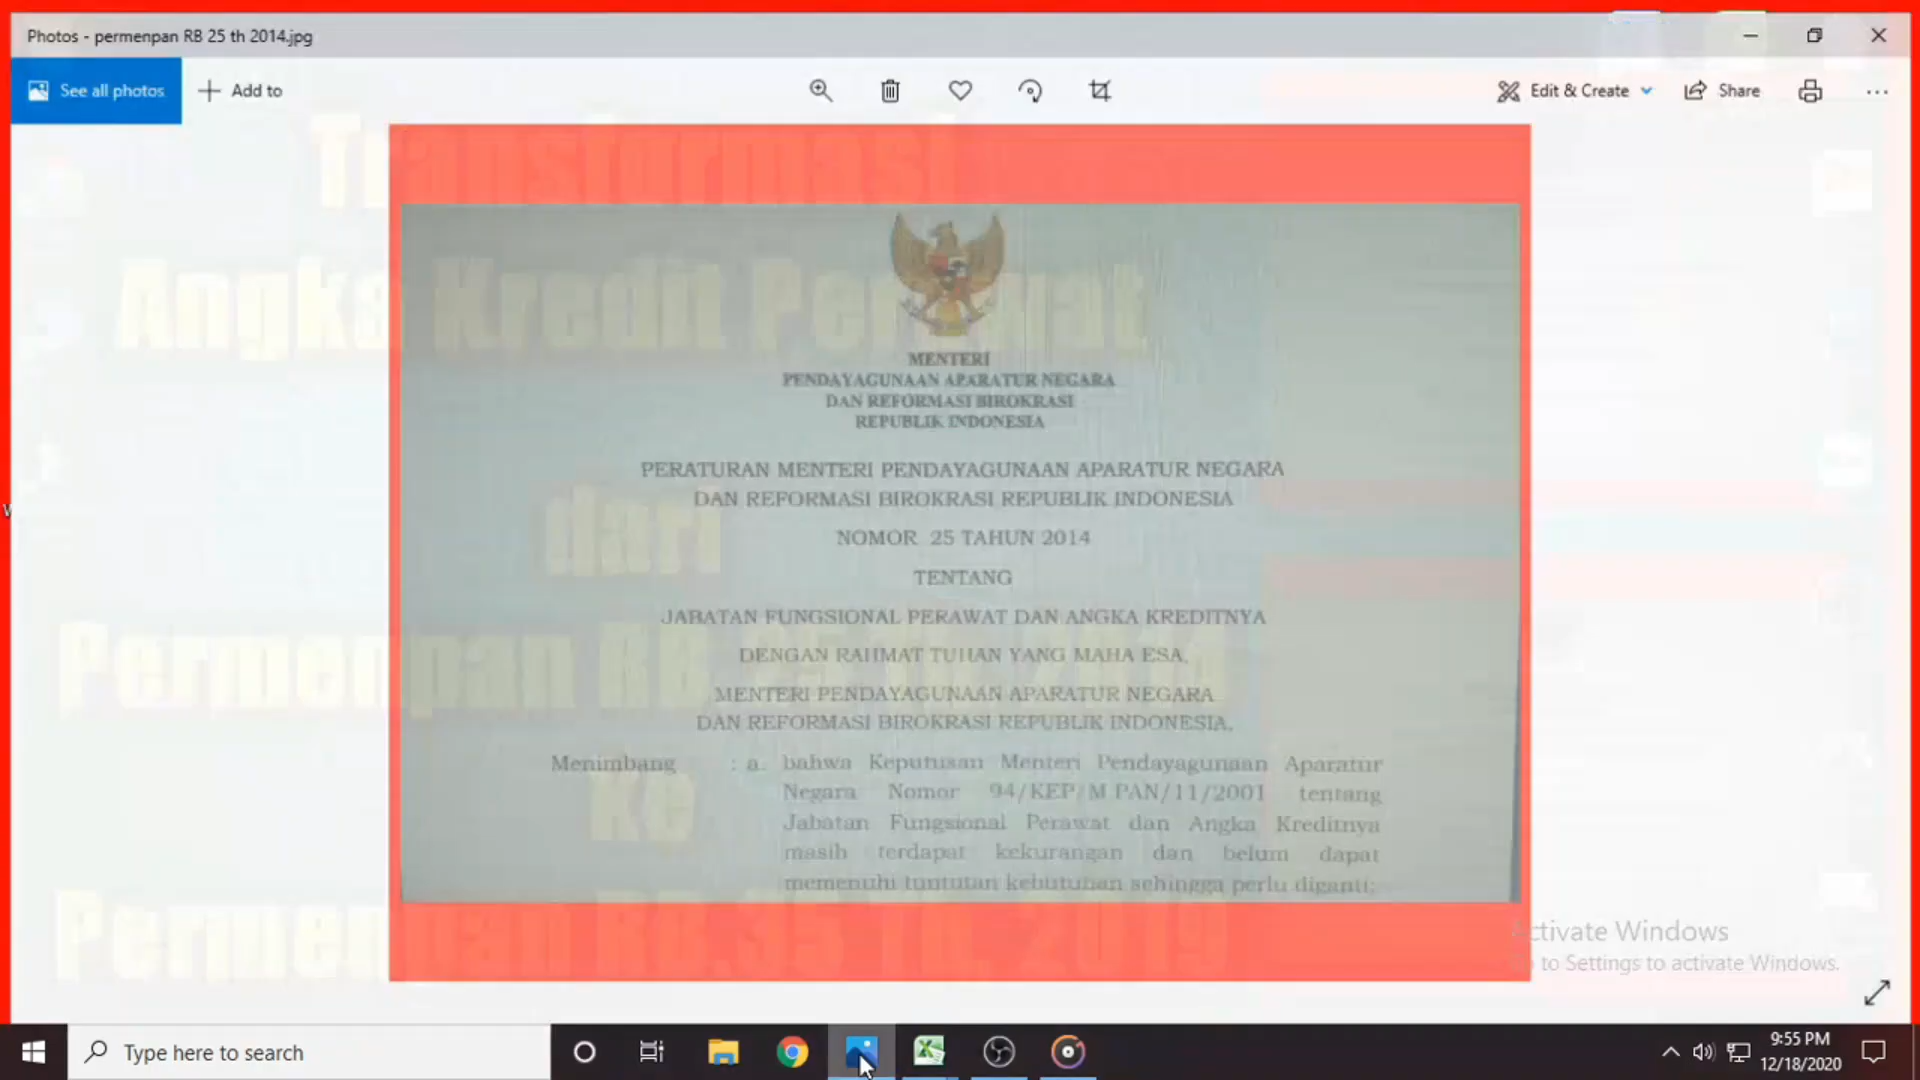 Photos - permenpan RB 25 th 2014.jpg
See all photos
Add to
Edit & Create
Share
Transformasi
Angka Kredit Perawat
dari
Permenpan RB 25 Th. 2014
Ke
Permenpan RB.35 Th. 2019
MENTERI
PENDAYAGUNAAN APARATUR NEGARA
DAN REFORMASI BIROKRASI
REPUBLIK INDONESIA
PERATURAN MENTERI PENDAYAGUNAAN APARATUR NEGARA
DAN REFORMASI BIROKRASI REPUBLIK INDONESIA
NOMOR 25 TAHUN 2014
TENTANG
JABATAN FUNGSIONAL PERAWAT DAN ANGKA KREDITNYA
DENGAN RAHMAT TUHAN YANG MAHA ESA,
MENTERI PENDAYAGUNAAN APARATUR NEGARA
DAN REFORMASI BIROKRASI REPUBLIK INDONESIA,
Menimbang : a. bahwa Keputusan Menteri Pendayagunaan Aparatur
Negara Nomor 94/KEP/M PAN/11/2001 tentang
Jabatan Fungsional Perawat dan Angka Kreditnya
masih terdapat kekurangan dan belum dapat
memenuhi tuntutan kebutuhan sehingga perlu diganti;
ctivate Windows
to Settings to activate Windows.
Type here to search
9:55 PM
12/18/2020